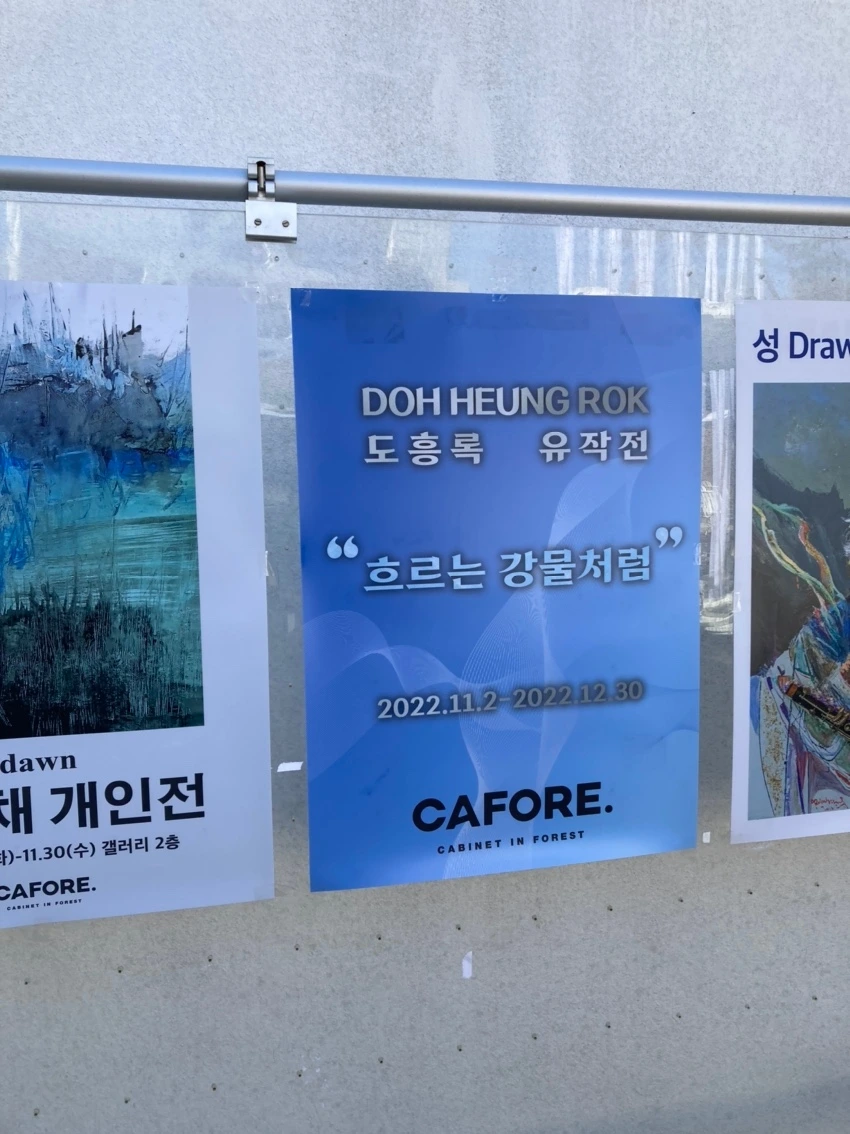 dawn
채 개인전
)-11.30(수) 갤러리 2층
CAFORE.
CABINET IN FOREST
DOH HEUNG ROK
도흥록 유작전
“흐르는 강물처럼”
2022.11.2-2022.12.30
CAFORE.
CABINET IN FOREST
성 Draw